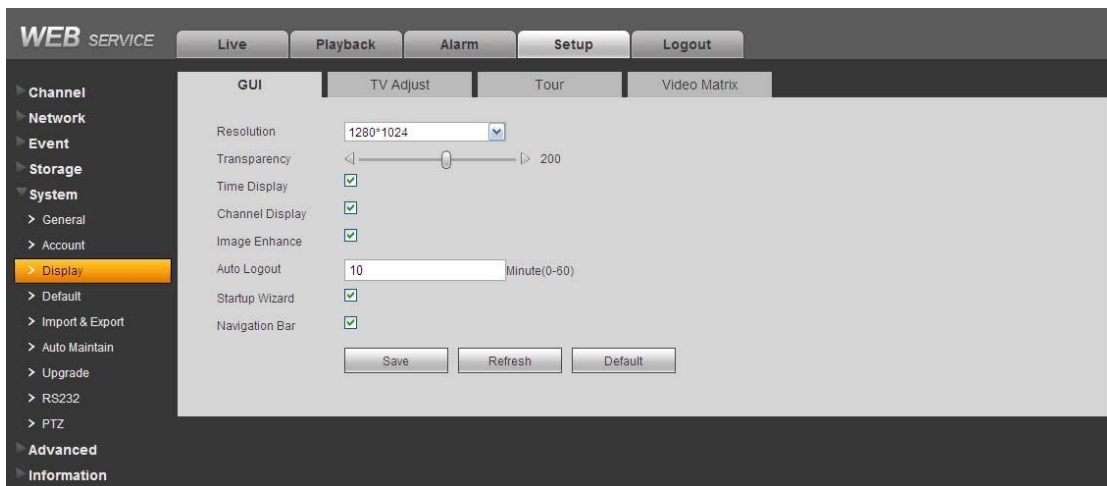 WEB SERVICE
Live Playback Alarm Setup Logout
GUI TV Adjust Tour Video Matrix
Channel
Network
Event
Storage
System
> General
> Account
> Display
> Default
> Import & Export
> Auto Maintain
> Upgrade
> RS232
> PTZ
Advanced
Information
Resolution 1280*1024
Transparency 200
Time Display
Channel Display
Image Enhance
Auto Logout 10 Minute(0-60)
Startup Wizard
Navigation Bar
Save Refresh Default